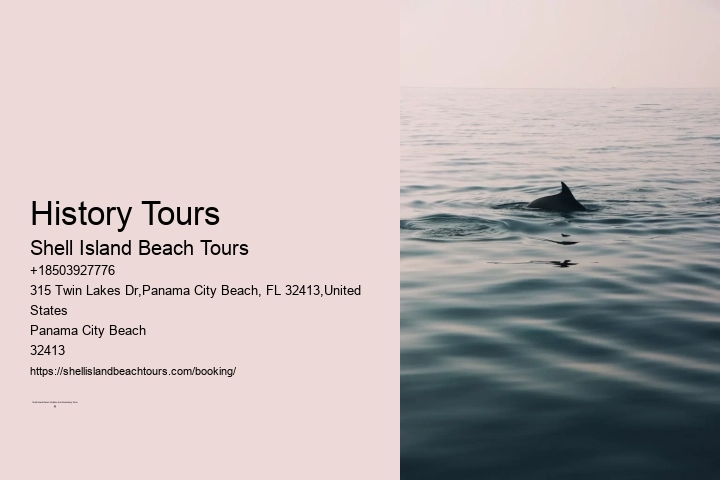 History Tours
Shell Island Beach Tours
+18503927776
315 Twin Lakes Dr,Panama City Beach, FL 32413,United
States
Panama City Beach
32413
https://shellislandbeachtours.com/booking/